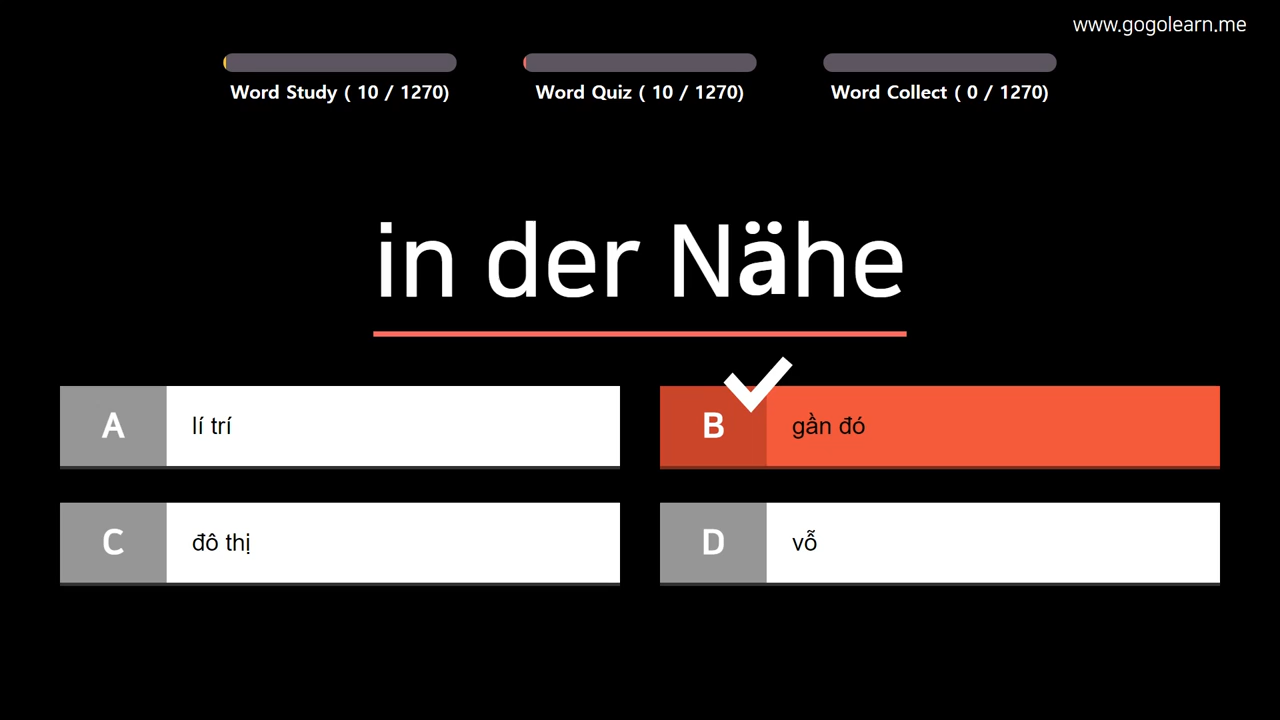 www.gogolearn.me
Word Study ( 10 / 1270)
Word Quiz ( 10 / 1270)
Word Collect ( 0 / 1270)
in der Nähe
A
lí trí
B
gần đó
C
đô thị
D
vỗ